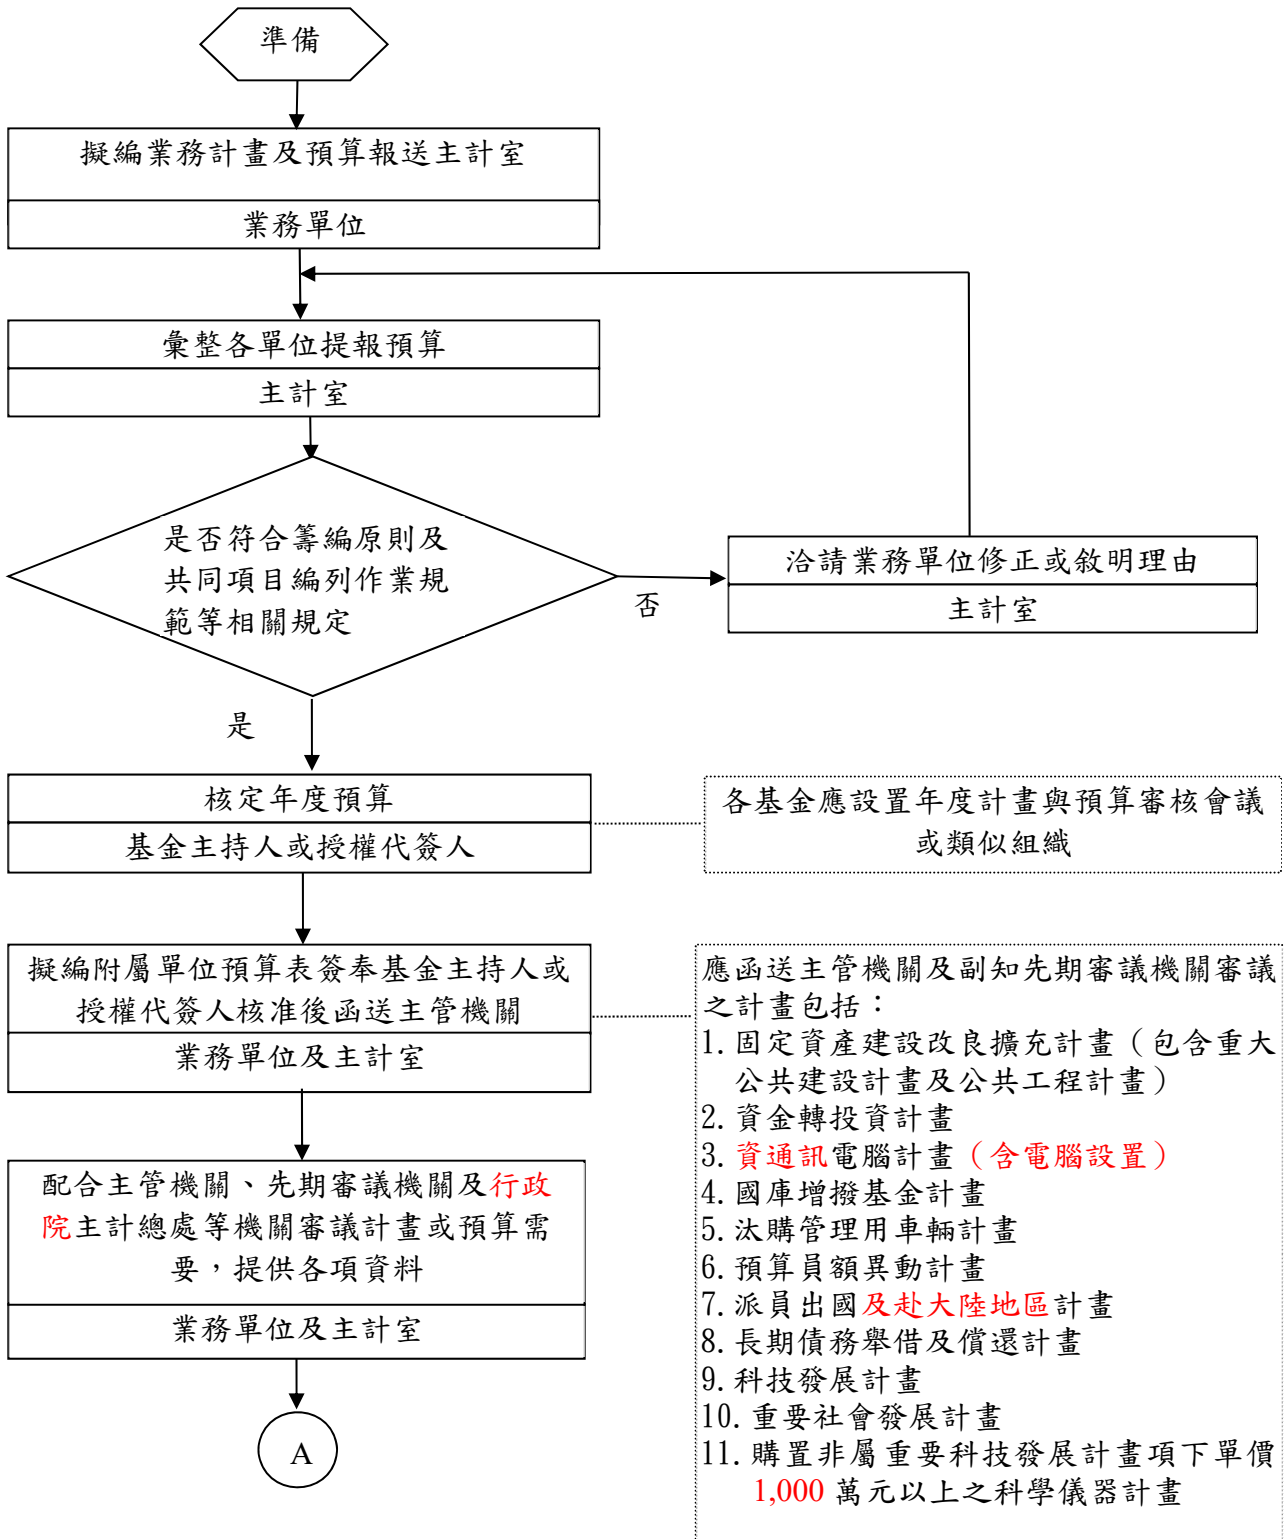 準備
擬編業務計畫及預算報送主計室
業務單位
彙整各單位提報預算
主計室
是否符合籌編原則及
共同項目編列作業規
範等相關規定
否
洽請業務單位修正或敘明理由
主計室
是
核定年度預算
基金主持人或授權代簽人
各基金應設置年度計畫與預算審核會議
或類似組織
擬編附屬單位預算表簽奉基金主持人或
授權代簽人核准後函送主管機關
業務單位及主計室
應函送主管機關及副知先期審議機關審議
之計畫包括：
1. 固定資產建設改良擴充計畫（包含重大
公共建設計畫及公共工程計畫）
2. 資金轉投資計畫
3. 資通訊電腦計畫（含電腦設置）
4. 國庫增撥基金計畫
5. 汰購管理用車輛計畫
6. 預算員額異動計畫
7. 派員出國及赴大陸地區計畫
8. 長期債務舉借及償還計畫
9. 科技發展計畫
10. 重要社會發展計畫
11. 購置非屬重要科技發展計畫項下單價
1,000 萬元以上之科學儀器計畫
配合主管機關、先期審議機關及行政
院主計總處等機關審議計畫或預算需
要，提供各項資料
業務單位及主計室
A